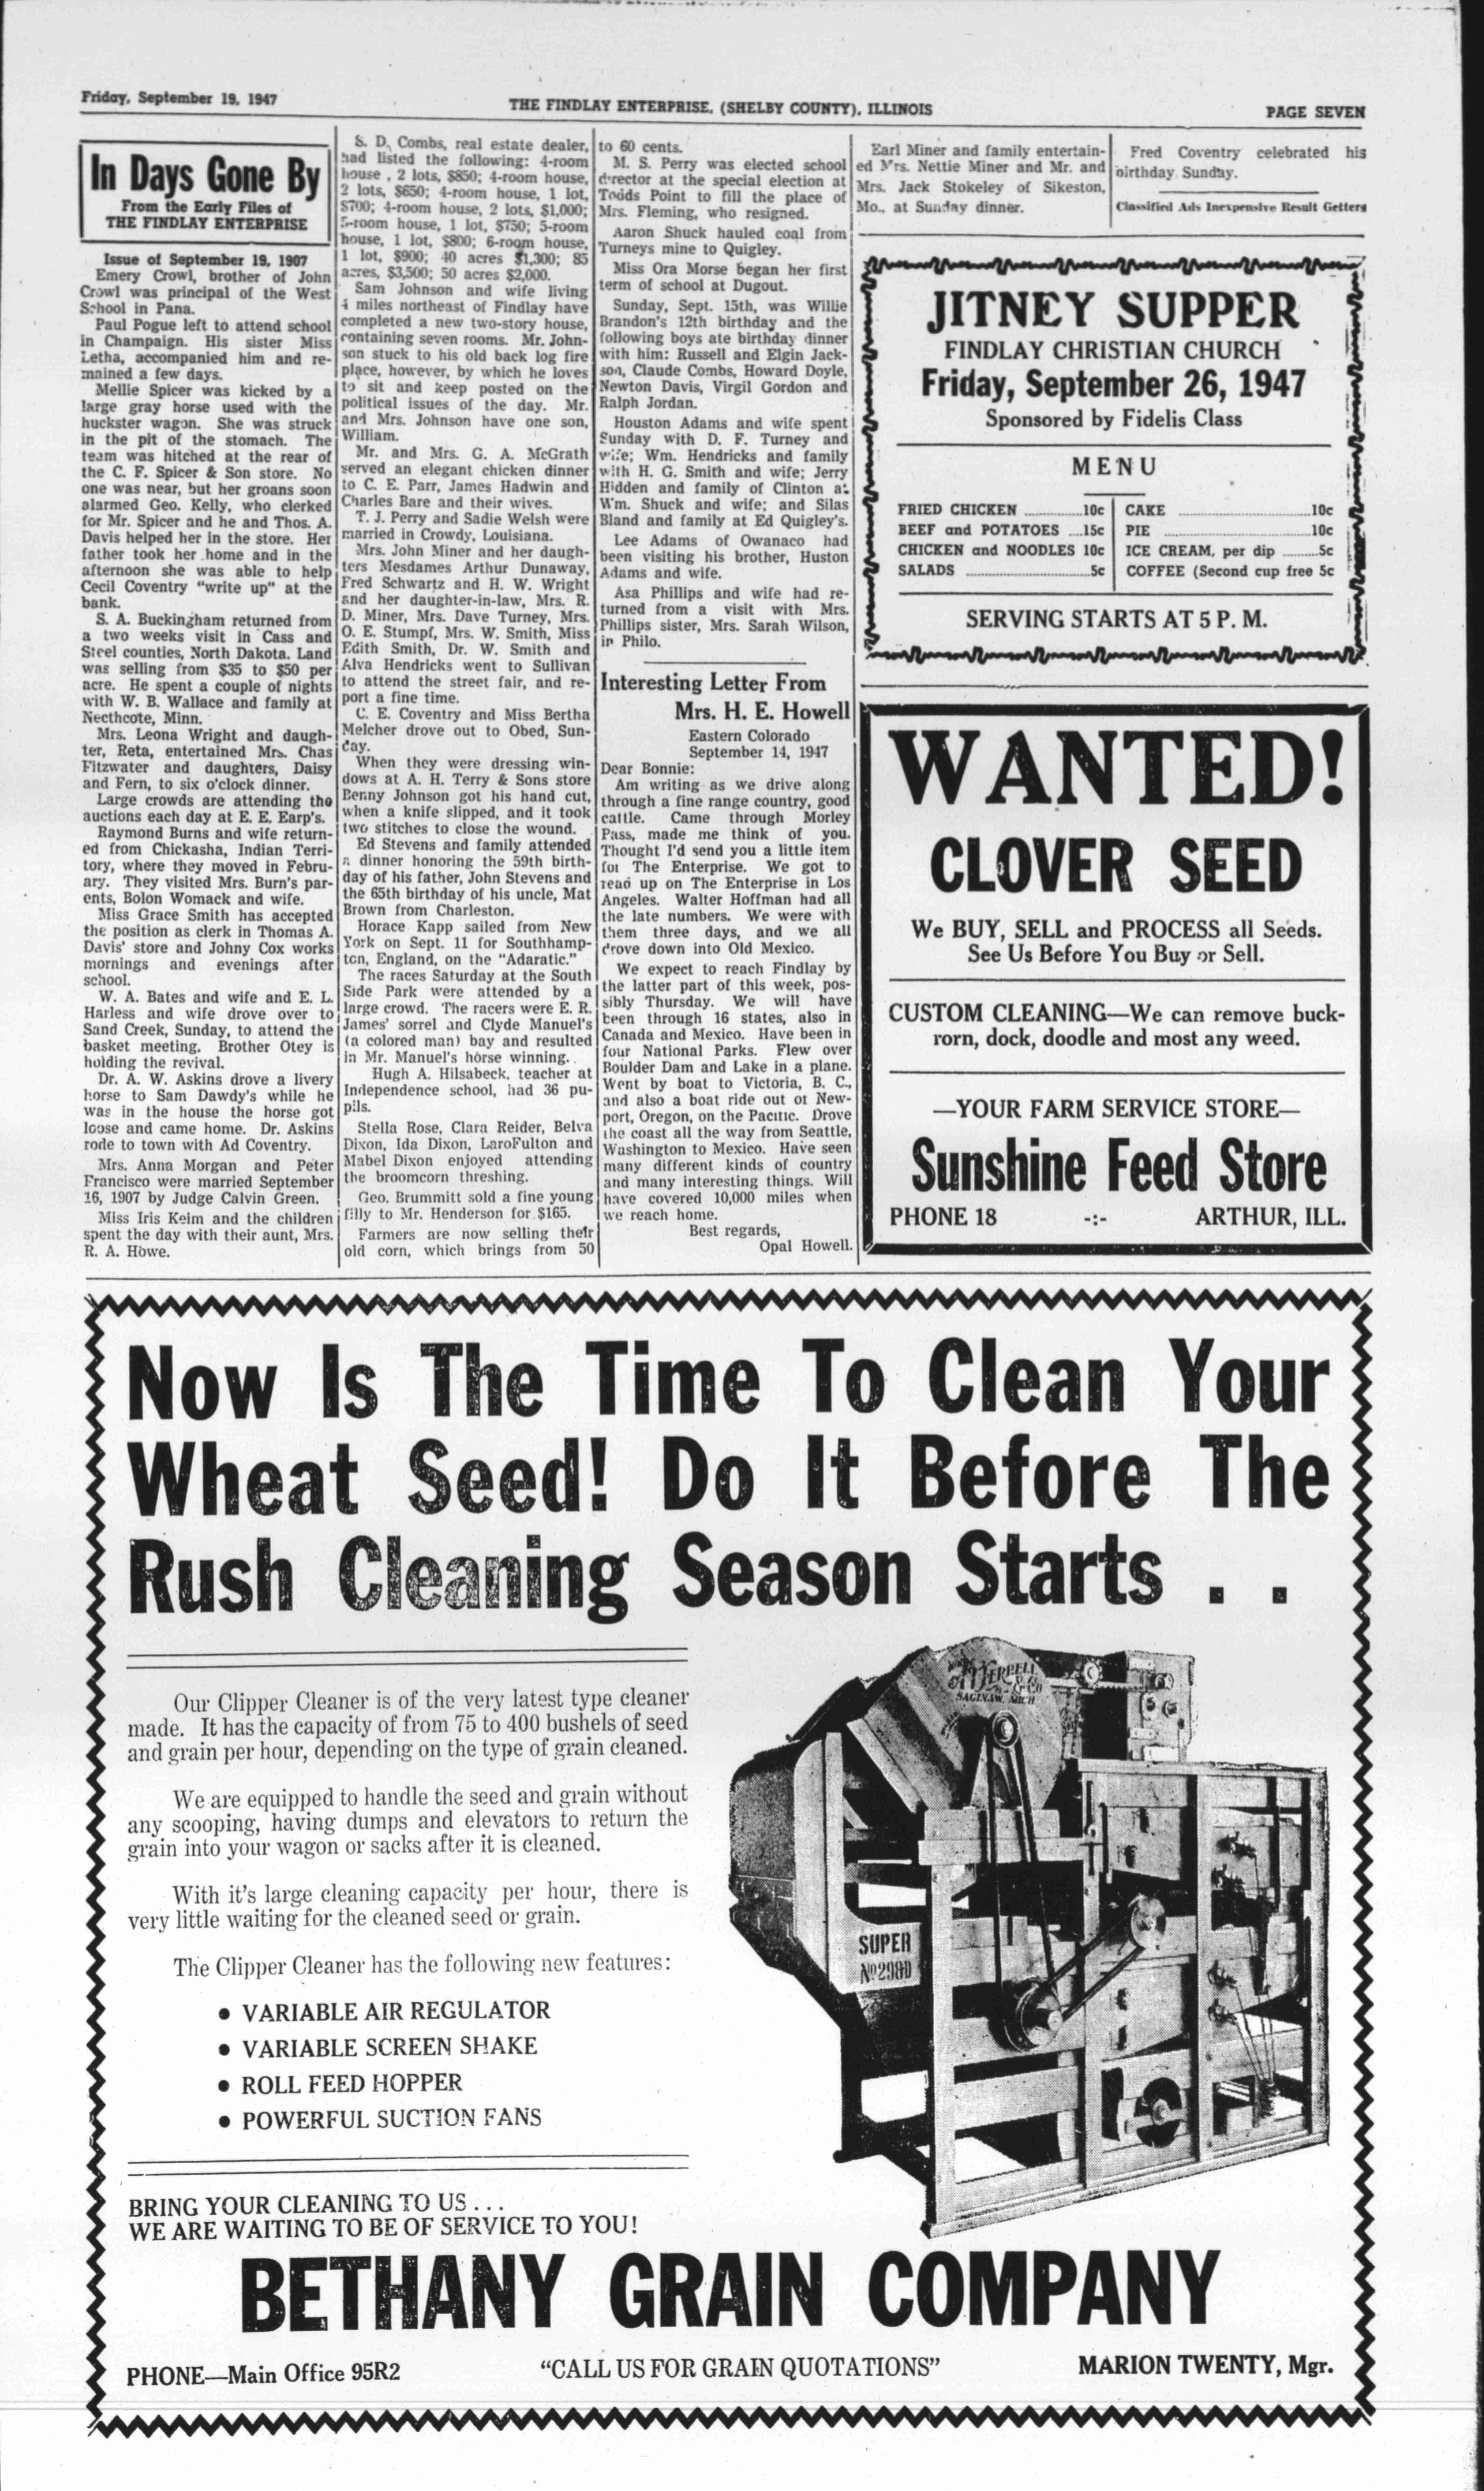 Friday, September 19, 1947
THE FINDLAY ENTERPRISE, (SHELBY COUNTY), ILLINOIS
PAGE SEVEN
In Days Gone By
From the Early Files of
THE FINDLAY ENTERPRISE
Issue of September 19, 1907
Emery Crowl, brother of John
Crowl was principal of the West
School in Pana.
Paul Pogue left to attend school
in Champaign. His sister Miss
Letha, accompanied him and re-
mained a few days.
Mellie Spicer was kicked by a
large gray horse used with the
huckster wagon. She was struck
in the pit of the stomach. The
team was hitched at the rear of
the C. F. Spicer & Son store. No
one was near, but her groans soon
alarmed Geo. Kelly, who clerked
for Mr. Spicer and he and Thos. A.
Davis helped her in the store. Her
father took her home and in the
afternoon she was able to help
Cecil Coventry "write up" at the
bank.
S. A. Buckingham returned from
a two weeks visit in Cass and
Steel counties, North Dakota. Land
was selling from $35 to $50 per
acre. He spent a couple of nights
with W. B. Wallace and family at
Necthcote, Minn.
Mrs. Leona Wright and daugh-
ter, Reta, entertained Mrs. Chas
Fitzwater and daughters, Daisy
and Fern, to six o'clock dinner.
Large crowds are attending the
auctions each day at E. E. Earp's.
Raymond Burns and wife return-
ed from Chickasha, Indian Terri-
tory, where they moved in Febru-
ary. They visited Mrs. Burn's par-
ents, Bolon Womack and wife.
Miss Grace Smith has accepted
the position as clerk in Thomas A.
Davis' store and Johny Cox works
mornings and evenings after
school.
W. A. Bates and wife and E. L.
Harless and wife drove over to
Sand Creek, Sunday, to attend the
basket meeting. Brother Otey is
holding the revival.
Dr. A. W. Askins drove a livery
horse to Sam Dawdy's while he
was in the house the horse got
loose and came home. Dr. Askins
rode to town with Ad Coventry.
Mrs. Anna Morgan and Peter
Francisco were married September
16, 1907 by Judge Calvin Green.
Miss Iris Keim and the children
spent the day with their aunt, Mrs.
R. A. Howe.
S. D. Combs, real estate dealer,
had listed the following: 4-room
house , 2 lots, $850; 4-room house,
2 lots, $650; 4-room house, 1 lot,
$700; 4-room house, 2 lots, $1,000;
5-room house, 1 lot, $750; 5-room
house, 1 lot, $800; 6-room house,
1 lot, $900; 40 acres $1,300; 85
acres, $3,500; 50 acres $2,000.
Sam Johnson and wife living
4 miles northeast of Findlay have
completed a new two-story house,
containing seven rooms. Mr. John-
son stuck to his old back log fire
place, however, by which he loves
to sit and keep posted on the
political issues of the day. Mr.
and Mrs. Johnson have one son,
William.
Mr. and Mrs. G. A. McGrath
served an elegant chicken dinner
to C. E. Parr, James Hadwin and
Charles Bare and their wives.
T. J. Perry and Sadie Welsh were
married in Crowdy, Louisiana.
Mrs. John Miner and her daugh-
ters Mesdames Arthur Dunaway,
Fred Schwartz and H. W. Wright
and her daughter-in-law, Mrs. R.
D. Miner, Mrs. Dave Turney, Mrs.
O. E. Stumpf, Mrs. W. Smith, Miss
Edith Smith, Dr. W. Smith and
Alva Hendricks went to Sullivan
to attend the street fair, and re-
port a fine time.
C. E. Coventry and Miss Bertha
Melcher drove out to Obed, Sun-
day.
When they were dressing win-
dows at A. H. Terry & Sons store
Benny Johnson got his hand cut,
when a knife slipped, and it took
two stitches to close the wound.
Ed Stevens and family attended
a dinner honoring the 59th birth-
day of his father, John Stevens and
the 65th birthday of his uncle, Mat
Brown from Charleston.
Horace Kapp sailed from New
York on Sept. 11 for Southhamp-
ton, England, on the "Adaratic."
The races Saturday at the South
Side Park were attended by a
large crowd. The racers were E. R.
James' sorrel and Clyde Manuel's
(a colored man) bay and resulted
in Mr. Manuel's horse winning.
Hugh A. Hilsabeck, teacher at
Independence school, had 36 pu-
pils.
Stella Rose, Clara Reider, Belva
Dixon, Ida Dixon, LaroFulton and
Mabel Dixon enjoyed attending
the broomcorn threshing.
Geo. Brummitt sold a fine young
filly to Mr. Henderson for $165.
Farmers are now selling their
old corn, which brings from 50
to 60 cents.
M. S. Perry was elected school
director at the special election at
Todds Point to fill the place of
Mrs. Fleming, who resigned.
Aaron Shuck hauled coal from
Turneys mine to Quigley.
Miss Ora Morse began her first
term of school at Dugout.
Sunday, Sept. 15th, was Willie
Brandon's 12th birthday and the
following boys ate birthday dinner
with him: Russell and Elgin Jack-
son, Claude Combs, Howard Doyle,
Newton Davis, Virgil Gordon and
Ralph Jordan.
Houston Adams and wife spent
Sunday with D. F. Turney and
wife; Wm. Hendricks and family
with H. G. Smith and wife; Jerry
Hidden and family of Clinton at
Wm. Shuck and wife; and Silas
Bland and family at Ed Quigley's.
Lee Adams of Owanaco had
been visiting his brother, Huston
Adams and wife.
Asa Phillips and wife had re-
turned from a visit with Mrs.
Phillips sister, Mrs. Sarah Wilson,
in Philo.
Interesting Letter From
Mrs. H. E. Howell
Eastern Colorado
September 14, 1947
Dear Bonnie:
Am writing as we drive along
through a fine range country, good
cattle. Came through Morley
Pass, made me think of you.
Thought I'd send you a little item
for The Enterprise. We got to
read up on The Enterprise in Los
Angeles. Walter Hoffman had all
the late numbers. We were with
them three days, and we all
drove down into Old Mexico.
We expect to reach Findlay by
the latter part of this week, pos-
sibly Thursday. We will have
been through 16 states, also in
Canada and Mexico. Have been in
four National Parks. Flew over
Boulder Dam and Lake in a plane.
Went by boat to Victoria, B. C.,
and also a boat ride out of New-
port, Oregon, on the Pacific. Drove
the coast all the way from Seattle,
Washington to Mexico. Have seen
many different kinds of country
and many interesting things. Will
have covered 10,000 miles when
we reach home.
Best regards,
Opal Howell.
Earl Miner and family entertain-
ed Mrs. Nettie Miner and Mr. and
Mrs. Jack Stokeley of Sikeston,
Mo., at Sunday dinner.
Fred Coventry celebrated his
birthday Sunday.
Classified Ads Inexpensive Result Getters
JITNEY SUPPER
FINDLAY CHRISTIAN CHURCH
Friday, September 26, 1947
Sponsored by Fidelis Class
MENU
FRIED CHICKEN ............10c
BEEF and POTATOES ...15c
CHICKEN and NOODLES 10c
SALADS ..........................5c
CAKE ...........................10c
PIE ..............................10c
ICE CREAM, per dip ........5c
COFFEE (Second cup free 5c
SERVING STARTS AT 5 P. M.
WANTED!
CLOVER SEED
We BUY, SELL and PROCESS all Seeds.
See Us Before You Buy or Sell.
CUSTOM CLEANING—We can remove buck-
rorn, dock, doodle and most any weed.
—YOUR FARM SERVICE STORE—
Sunshine Feed Store
PHONE 18 -:- ARTHUR, ILL.
Now Is The Time To Clean Your
Wheat Seed! Do It Before The
Rush Cleaning Season Starts . .
Our Clipper Cleaner is of the very latest type cleaner
made. It has the capacity of from 75 to 400 bushels of seed
and grain per hour, depending on the type of grain cleaned.
We are equipped to handle the seed and grain without
any scooping, having dumps and elevators to return the
grain into your wagon or sacks after it is cleaned.
With it's large cleaning capacity per hour, there is
very little waiting for the cleaned seed or grain.
The Clipper Cleaner has the following new features:
• VARIABLE AIR REGULATOR
• VARIABLE SCREEN SHAKE
• ROLL FEED HOPPER
• POWERFUL SUCTION FANS
FERRELL
& CO
SAGINAW, MICH
SUPER
Nº298D
BRING YOUR CLEANING TO US . . .
WE ARE WAITING TO BE OF SERVICE TO YOU!
BETHANY GRAIN COMPANY
PHONE—Main Office 95R2
"CALL US FOR GRAIN QUOTATIONS"
MARION TWENTY, Mgr.